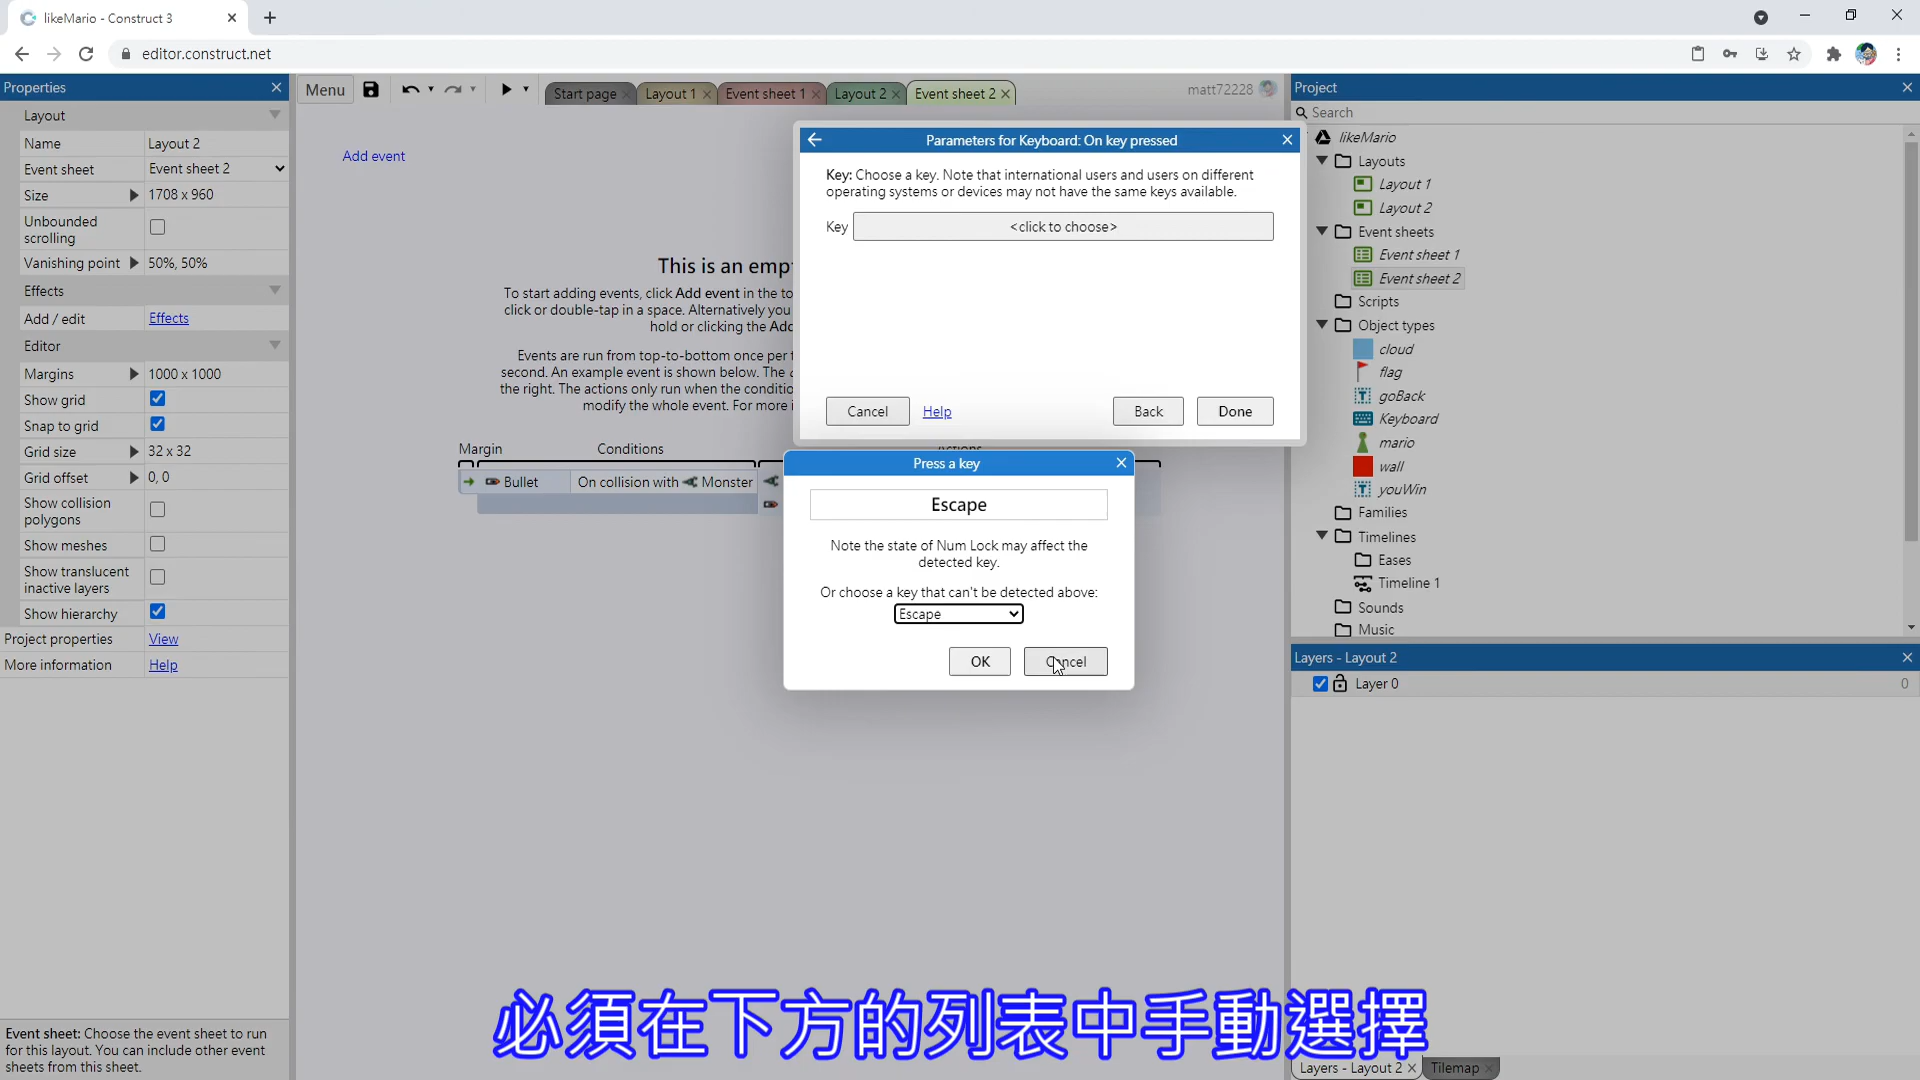 likeMario - Construct 3
editor.construct.net
Properties
Layout
Name Layout 2
Event sheet Event sheet 2
Size 1708 x 960
Unbounded
scrolling
Vanishing point 50%, 50%
Effects
Add / edit Effects
Editor
Margins 1000 x 1000
Show grid
Snap to grid
Grid size 32 x 32
Grid offset 0, 0
Show collision
polygons
Show meshes
Show translucent
inactive layers
Show hierarchy
Project properties View
More information Help
Event sheet: Choose the event sheet to run
for this layout. You can include other event
sheets from this sheet.
Menu
Start page
Layout 1
Event sheet 1
Layout 2
Event sheet 2
matt72228
Add event
This is an emp
To start adding events, click Add event in the to
click or double-tap in a space. Alternatively you
hold or clicking the Add
Events are run from top-to-bottom once per
second. An example event is shown below. The
the right. The actions only run when the conditio
modify the whole event. For more i
Margin Conditions
Bullet On collision with Monster
Parameters for Keyboard: On key pressed
Key: Choose a key. Note that international users and users on different
operating systems or devices may not have the same keys available.
Key <click to choose>
Cancel Help Back Done
Press a key
Escape
Note the state of Num Lock may affect the
detected key.
Or choose a key that can't be detected above:
Escape
OK Cancel
Project
Search
likeMario
Layouts
Layout 1
Layout 2
Event sheets
Event sheet 1
Event sheet 2
Scripts
Object types
cloud
flag
goBack
Keyboard
mario
wall
youWin
Families
Timelines
Eases
Timeline 1
Sounds
Music
Layers - Layout 2
Layer 0 0
Layers - Layout 2 Tilemap
必須在下方的列表中手動選擇